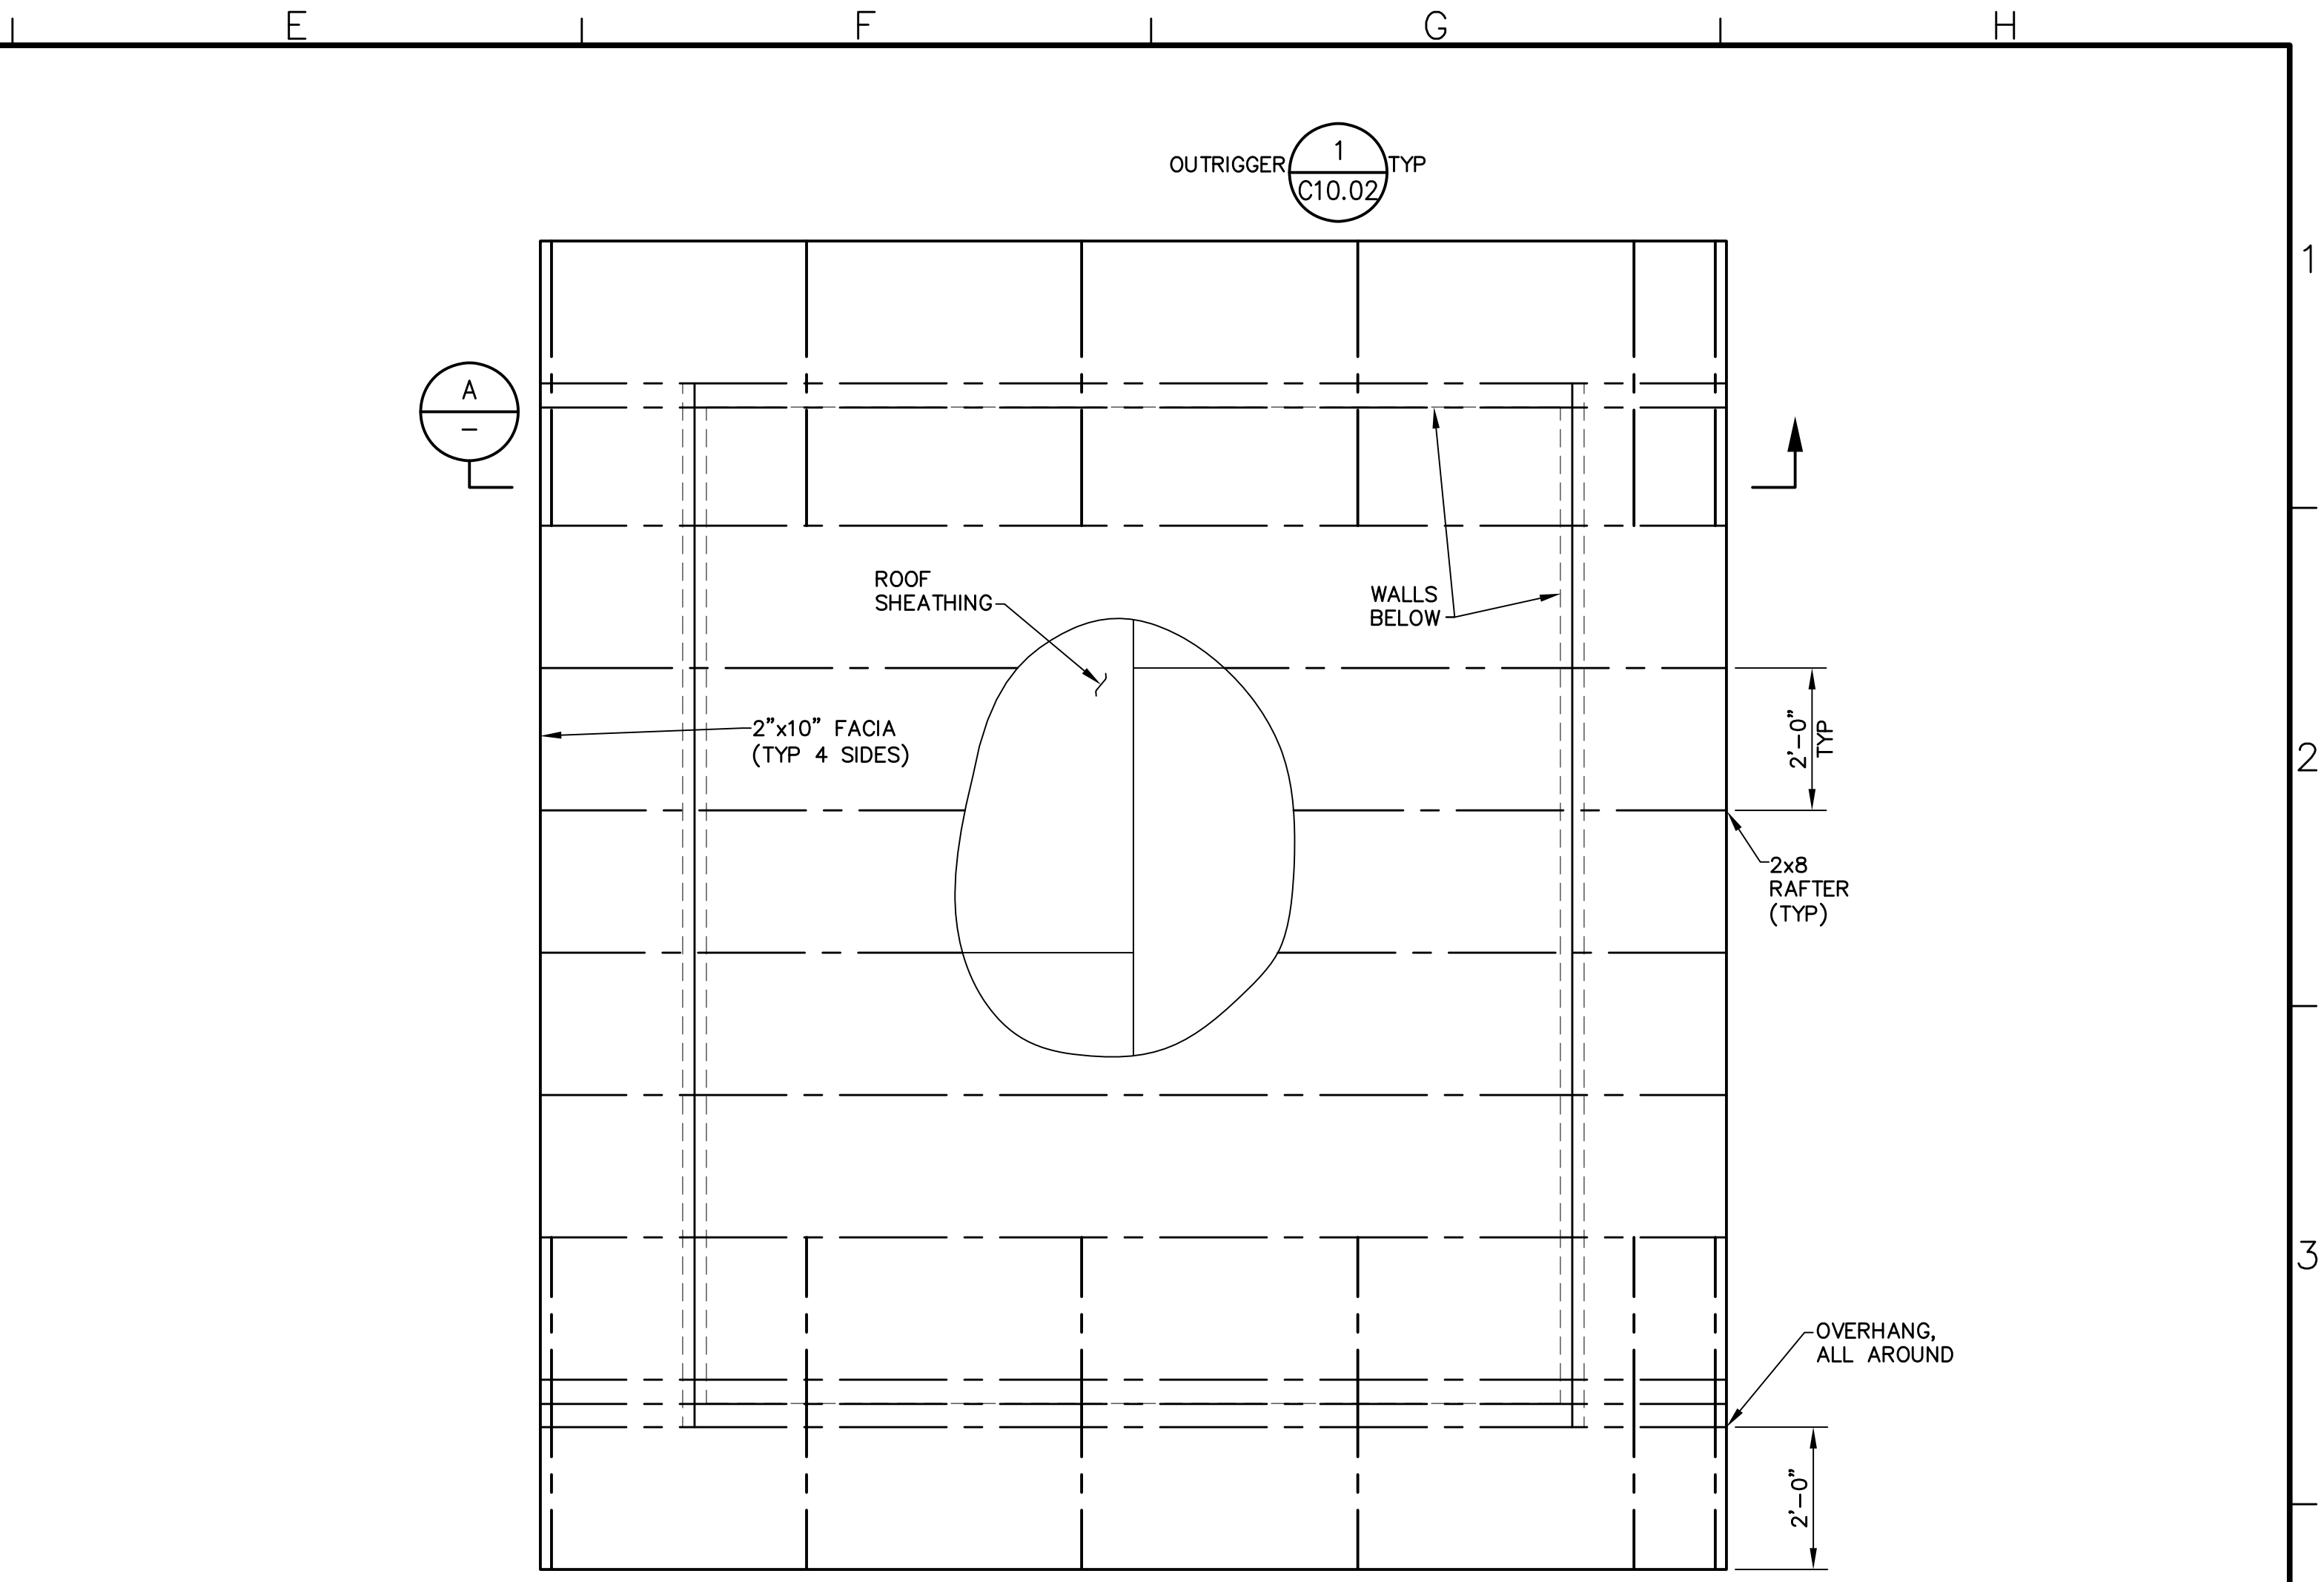 E F G H
1
OUTRIGGER 1 TYP
C10.02
A
–
ROOF
SHEATHING
WALLS
BELOW
2"x10" FACIA
(TYP 4 SIDES)
2'-0"
TYP
2
2x8
RAFTER
(TYP)
3
OVERHANG,
ALL AROUND
2'-0"